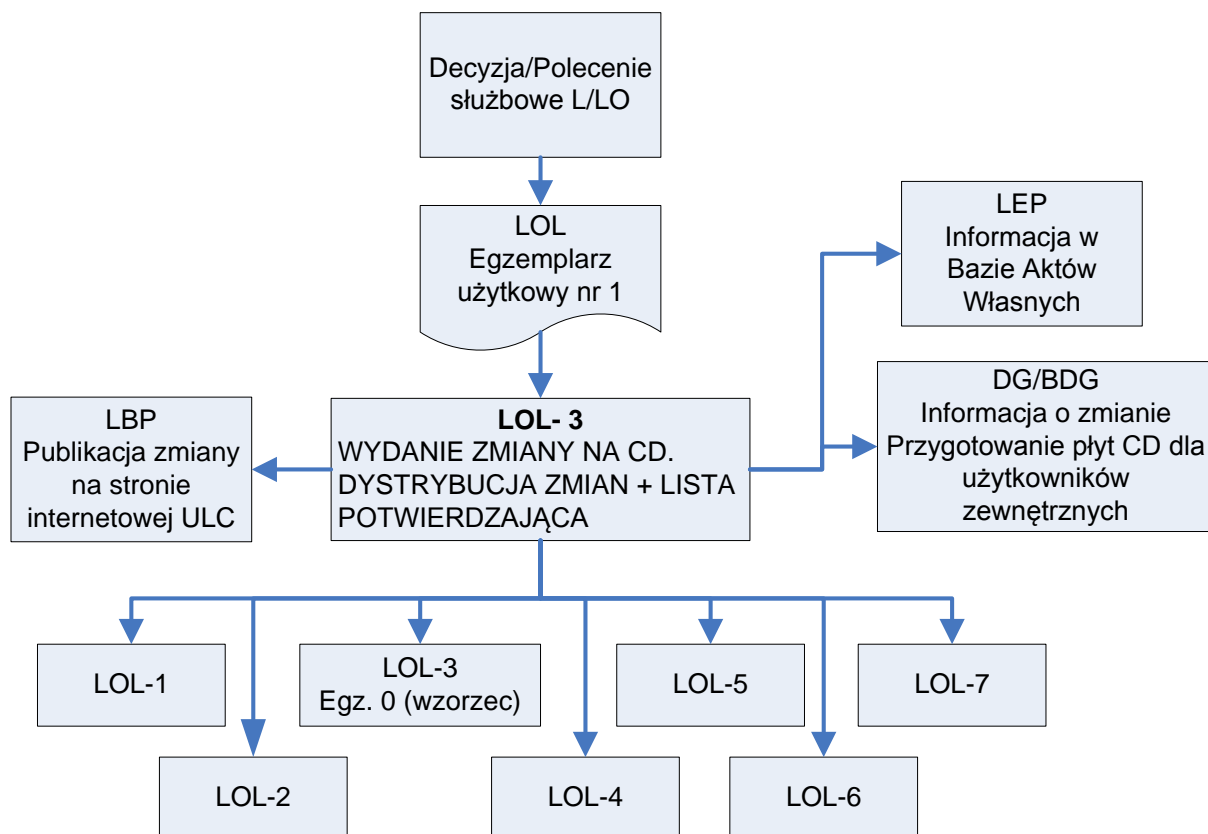 Decyzja/Polecenie
służbowe L/LO
LOL
Egzemplarz
użytkowy nr 1
LEP
Informacja w
Bazie Aktów
Własnych
LBP
Publikacja zmiany
na stronie
internetowej ULC
LOL- 3
WYDANIE ZMIANY NA CD.
DYSTRYBUCJA ZMIAN + LISTA
POTWIERDZAJĄCA
DG/BDG
Informacja o zmianie
Przygotowanie płyt CD dla
użytkowników
zewnętrznych
LOL-1
LOL-3
Egz. 0 (wzorzec)
LOL-5
LOL-7
LOL-2
LOL-4
LOL-6